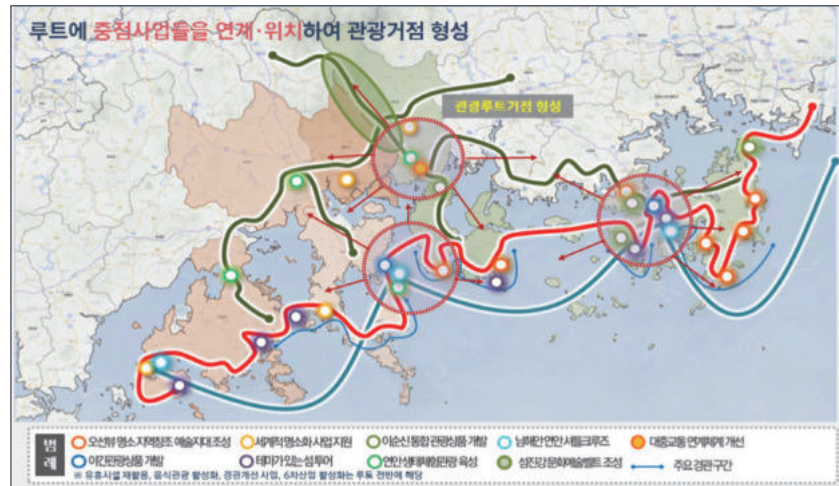 루트에 중점사업들을 연계·위치하여 관광거점 형성
관광루트기점 형성
범례
오션뷰 명소 지역창조 예술지대 조성
세계적 명소화 사업 지원
이순신 통합 관광상품 개발
남해안 연안 셔틀크루즈
대중교통 연계체계 개선
야간관광상품 개발
테마가 있는 섬 투어
연안 생태체험관광 육성
섬진강 문화예술벨트 조성
주요 경관 구간
※ 유휴시설 재활용, 음식관광 활성화, 경관개선 사업, 6차산업 활성화는 루트 전반에 해당